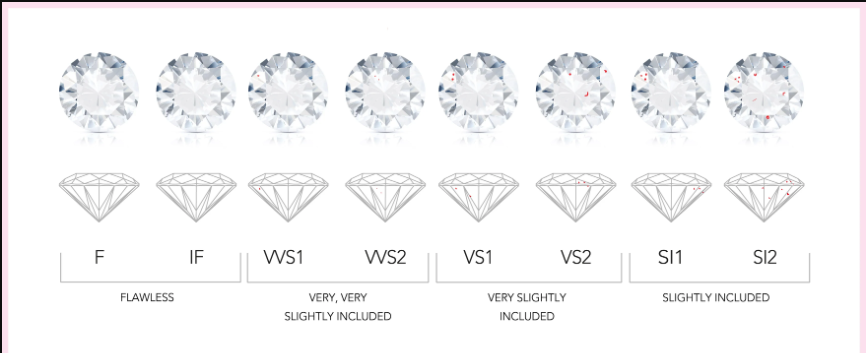 F IF VVS1 VVS2 VS1 VS2 SI1 SI2
FLAWLESS VERY, VERY VERY SLIGHTLY SLIGHTLY INCLUDED
SLIGHTLY INCLUDED INCLUDED